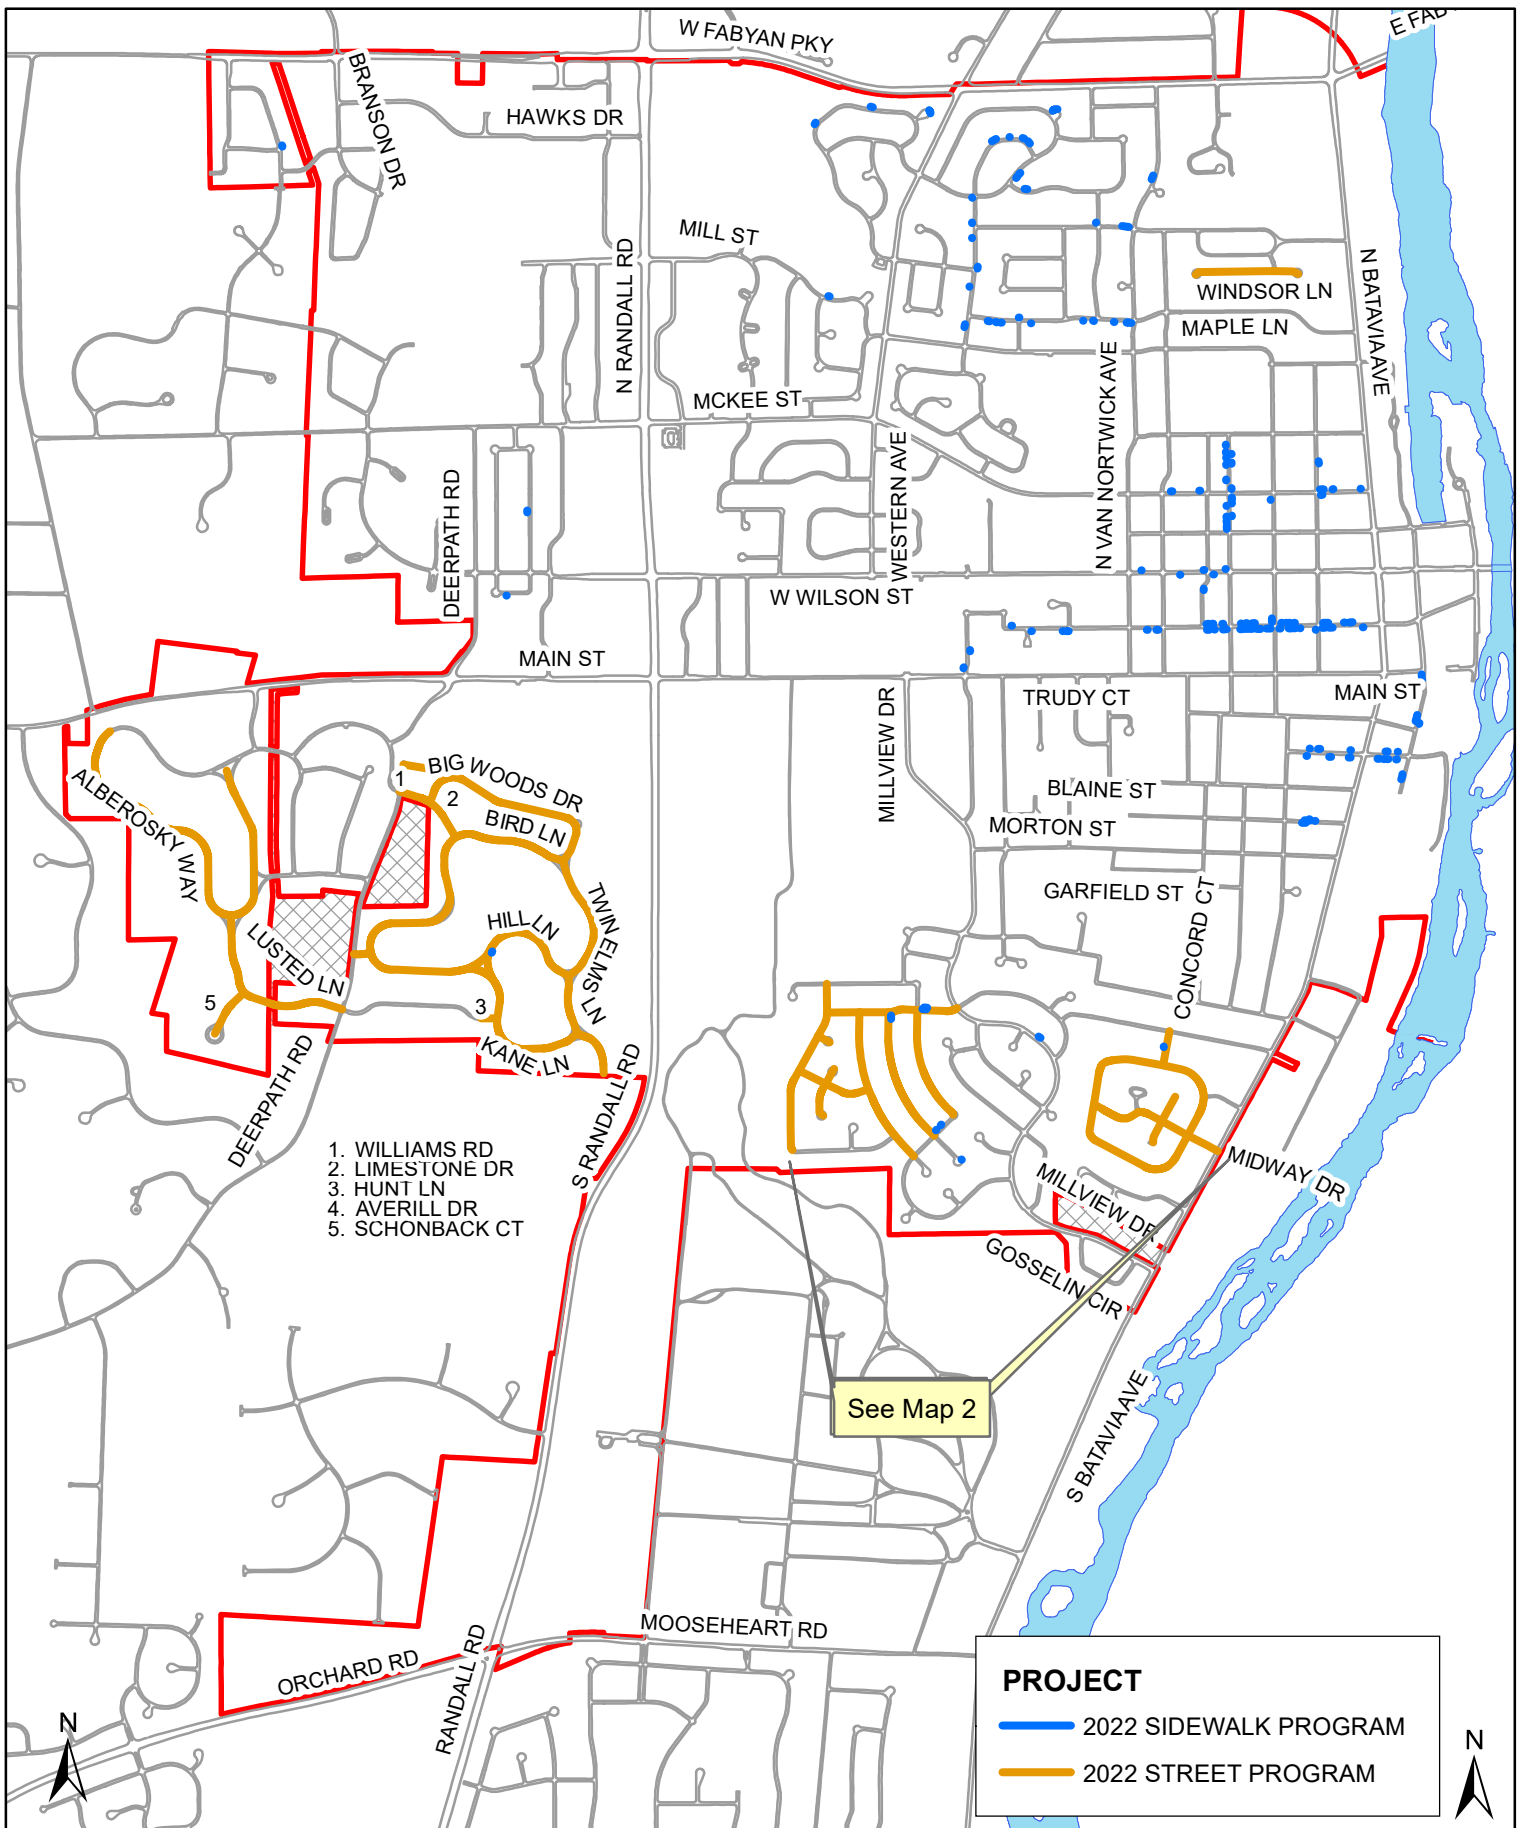 W FABYAN PKY
BRANSON DR
HAWKS DR
MILL ST
N RANDALL RD
N BATAVIA AVE
WINDSOR LN
MAPLE LN
MCKEE ST
N VAN NORTWICK AVE
WESTERN AVE
DEERPATH RD
W WILSON ST
MAIN ST
MILLVIEW DR
TRUDY CT
MAIN ST
ALBEROSKY WAY
1
BIG WOODS DR
2
BIRD LN
BLAINE ST
MORTON ST
GARFIELD ST
CONCORD CT
TWIN ELMS LN
HILL LN
LUSTED LN
5
3
KANE LN
DEERPATH RD
S RANDALL RD
1. WILLIAMS RD
2. LIMESTONE DR
3. HUNT LN
4. AVERILL DR
5. SCHONBACK CT
MIDWAY DR
MILLVIEW DR
GOSSELIN CIR
See Map 2
S BATAVIA AVE
MOOSEHEART RD
ORCHARD RD
RANDALL RD
N
PROJECT
2022 SIDEWALK PROGRAM
2022 STREET PROGRAM
N